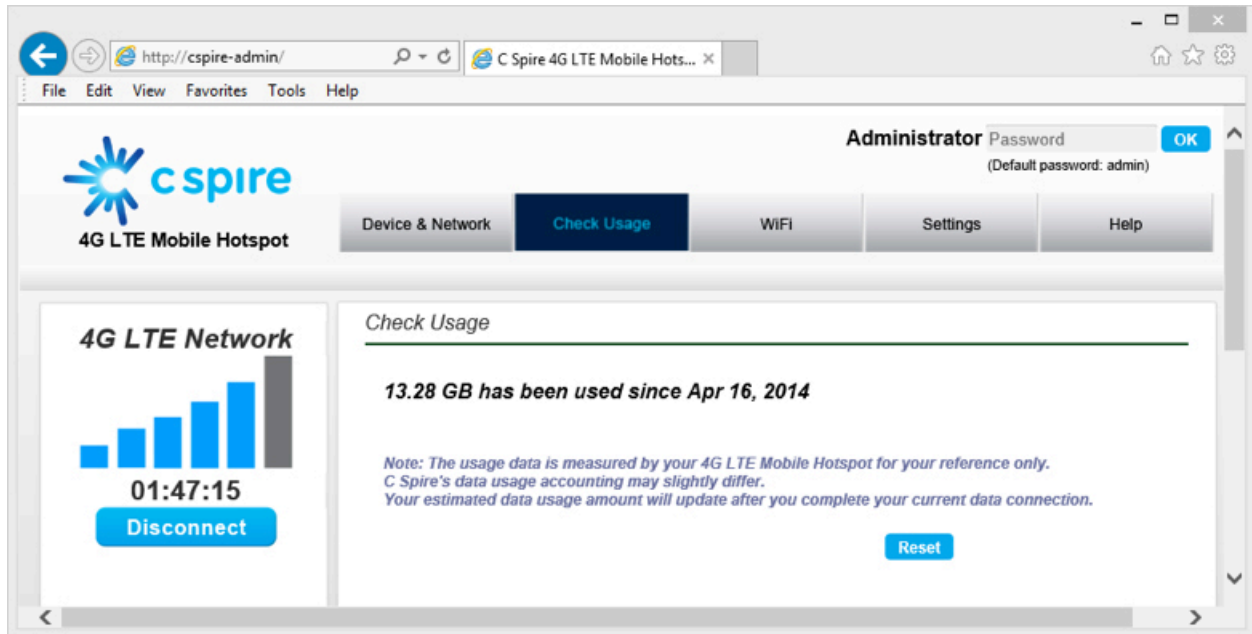 http://cspire-admin/
C Spire 4G LTE Mobile Hots...
File Edit View Favorites Tools Help
Administrator Password OK
(Default password: admin)
c spire
4G LTE Mobile Hotspot
Device & Network Check Usage WiFi Settings Help
4G LTE Network
01:47:15
Disconnect
Check Usage
13.28 GB has been used since Apr 16, 2014
Note: The usage data is measured by your 4G LTE Mobile Hotspot for your reference only.
C Spire's data usage accounting may slightly differ.
Your estimated data usage amount will update after you complete your current data connection.
Reset